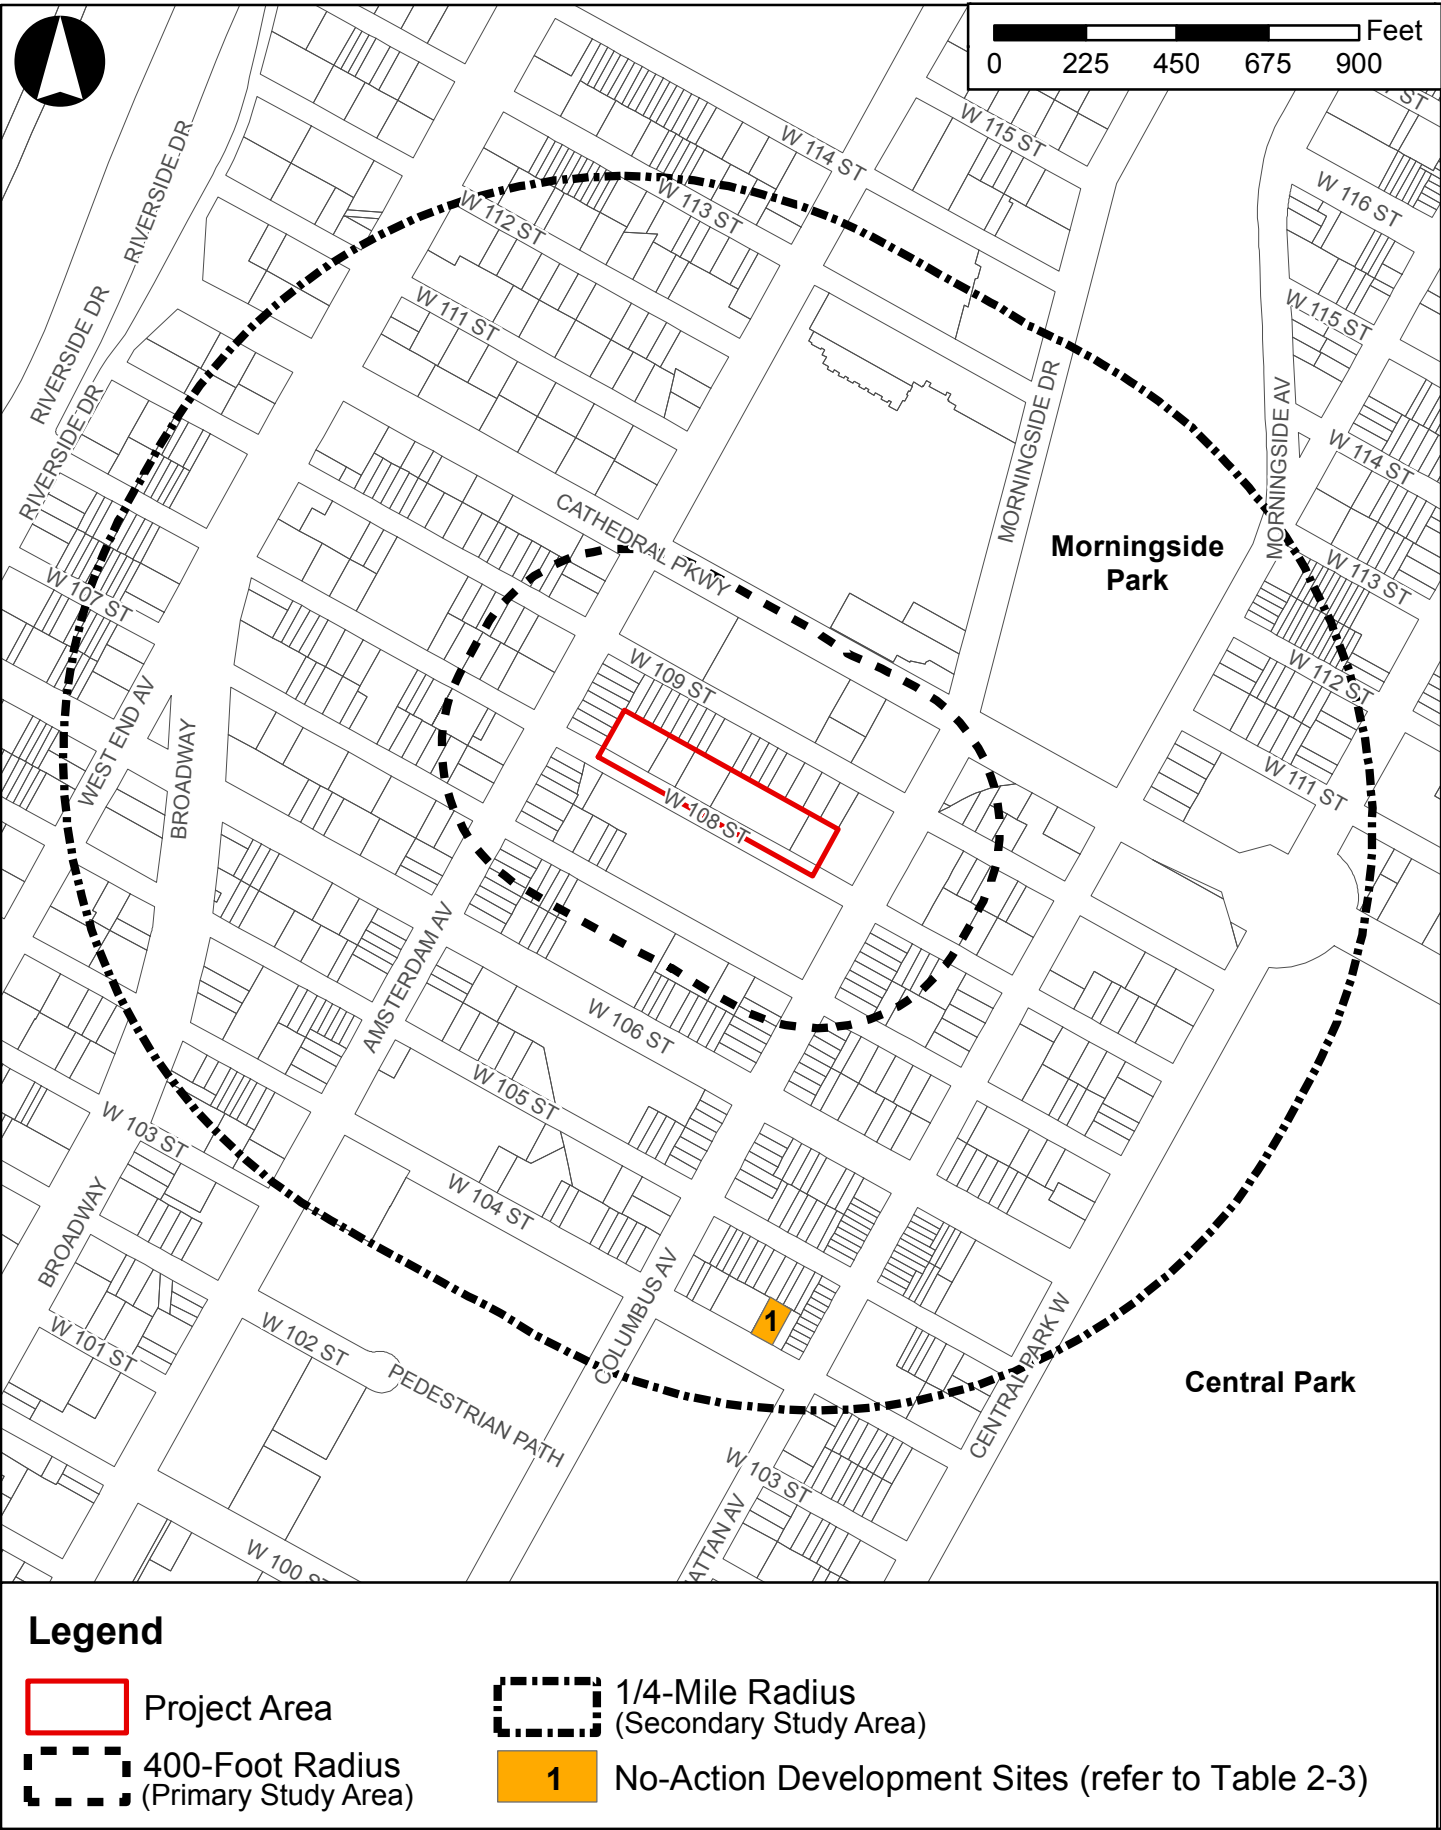 Feet
0 225 450 675 900
W 115 ST
W 114 ST
W 116 ST
W 113 ST
W 112 ST
RIVERSIDE DR
RIVERSIDE DR
RIVERSIDE DR
W 111 ST
W 115 ST
MORNINGSIDE DR
MORNINGSIDE AV
W 114 ST
CATHEDRAL PKWY
Morningside
Park
W 113 ST
W 107 ST
W 109 ST
W 112 ST
WEST END AV
BROADWAY
W 111 ST
W 108 ST
AMSTERDAM AV
W 106 ST
W 105 ST
W 103 ST
W 104 ST
BROADWAY
COLUMBUS AV
1
W 102 ST
W 101 ST
PEDESTRIAN PATH
CENTRAL PARK W
Central Park
W 103 ST
ATTAN AV
W 100 ST
Legend
Project Area
1/4-Mile Radius
(Secondary Study Area)
400-Foot Radius
(Primary Study Area)
1
No-Action Development Sites (refer to Table 2-3)